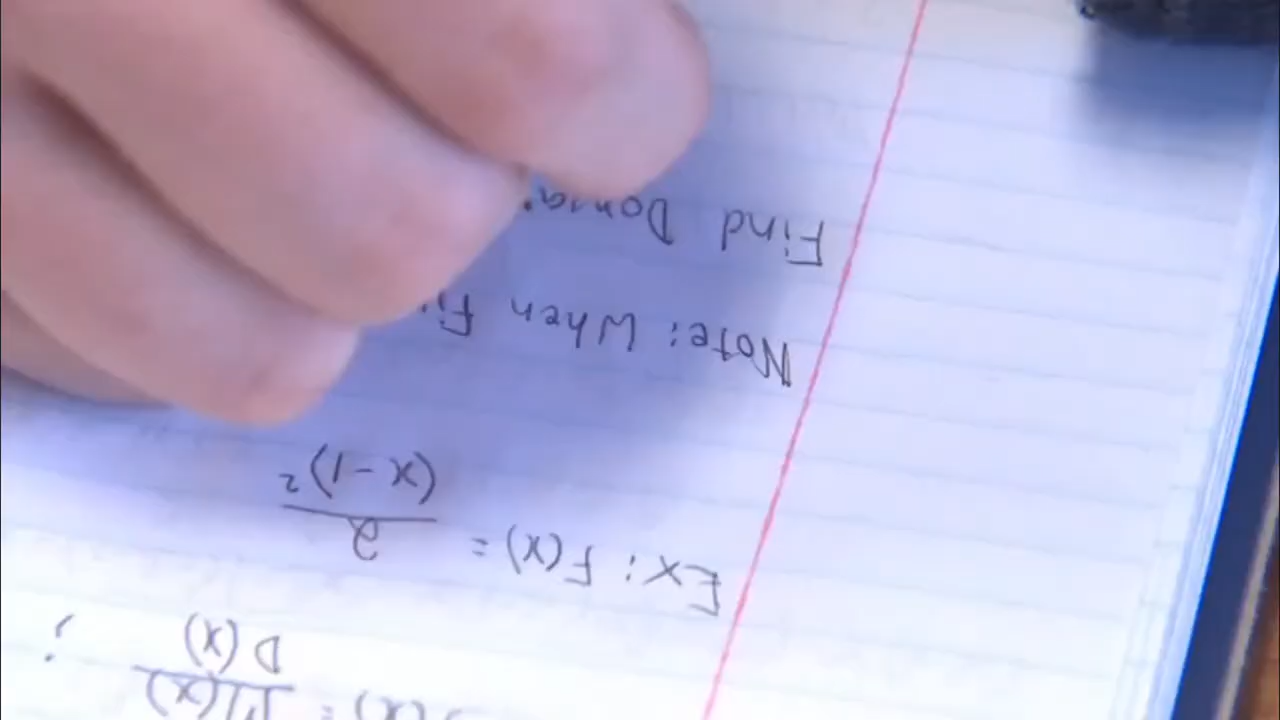 f(x) = N(x)/D(x) ;
Ex: F(x) = 2/(x-1)²
Note: When Fi
Find Domai